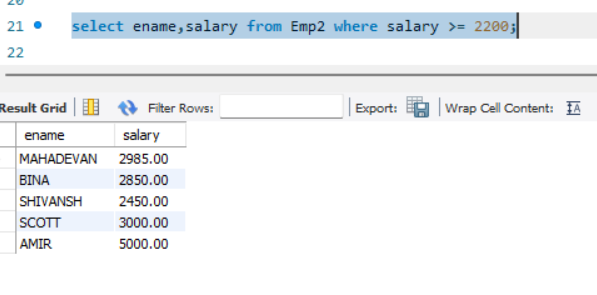 20
21 select ename,salary from Emp2 where salary >= 2200;
22
Result Grid Filter Rows: Export: Wrap Cell Content: IA
ename salary
MAHADEVAN 2985.00
BINA 2850.00
SHIVANSH 2450.00
SCOTT 3000.00
AMIR 5000.00